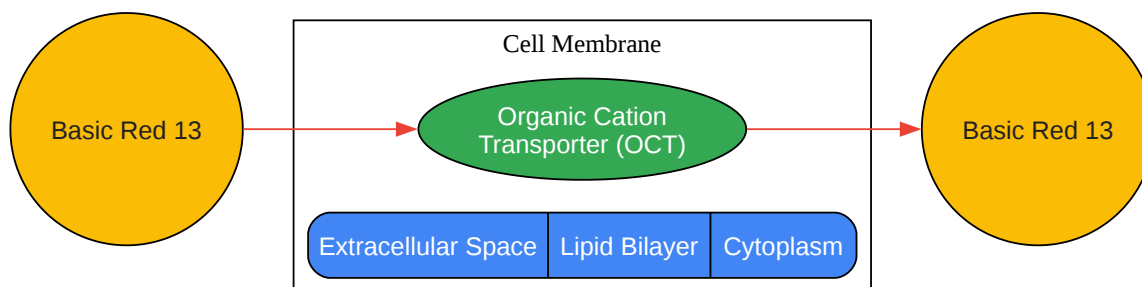 Cell Membrane
Basic Red 13
Organic Cation
Transporter (OCT)
Basic Red 13
Extracellular Space
Lipid Bilayer
Cytoplasm